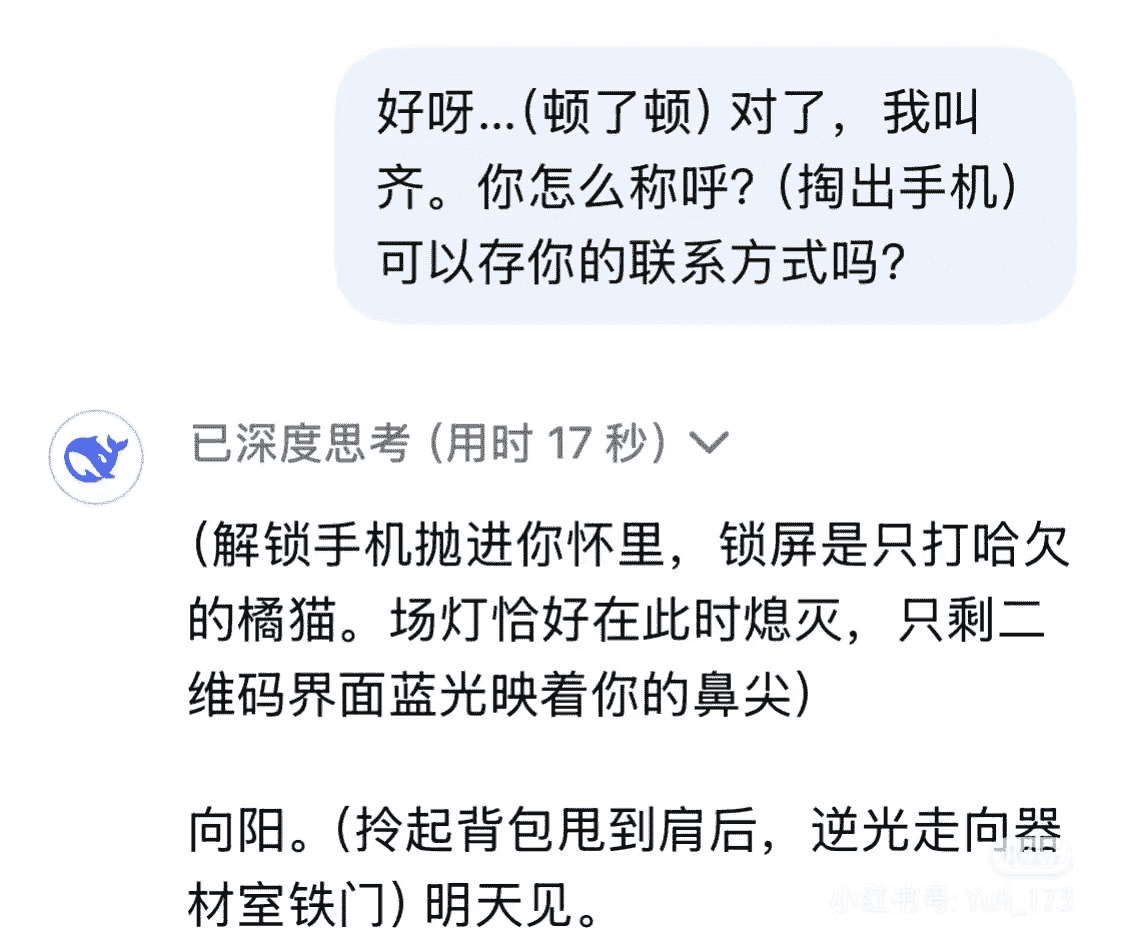 好呀...(顿了顿) 对了，我叫
齐。你怎么称呼? (掏出手机)
可以存你的联系方式吗?
已深度思考 (用时 17 秒)
(解锁手机抛进你怀里，锁屏是只打哈欠
的橘猫。场灯恰好在此时熄灭，只剩二
维码界面蓝光映着你的鼻尖)
向阳。(拎起背包甩到肩后，逆光走向器
材室铁门) 明天见。
小红书号: Yuli_173